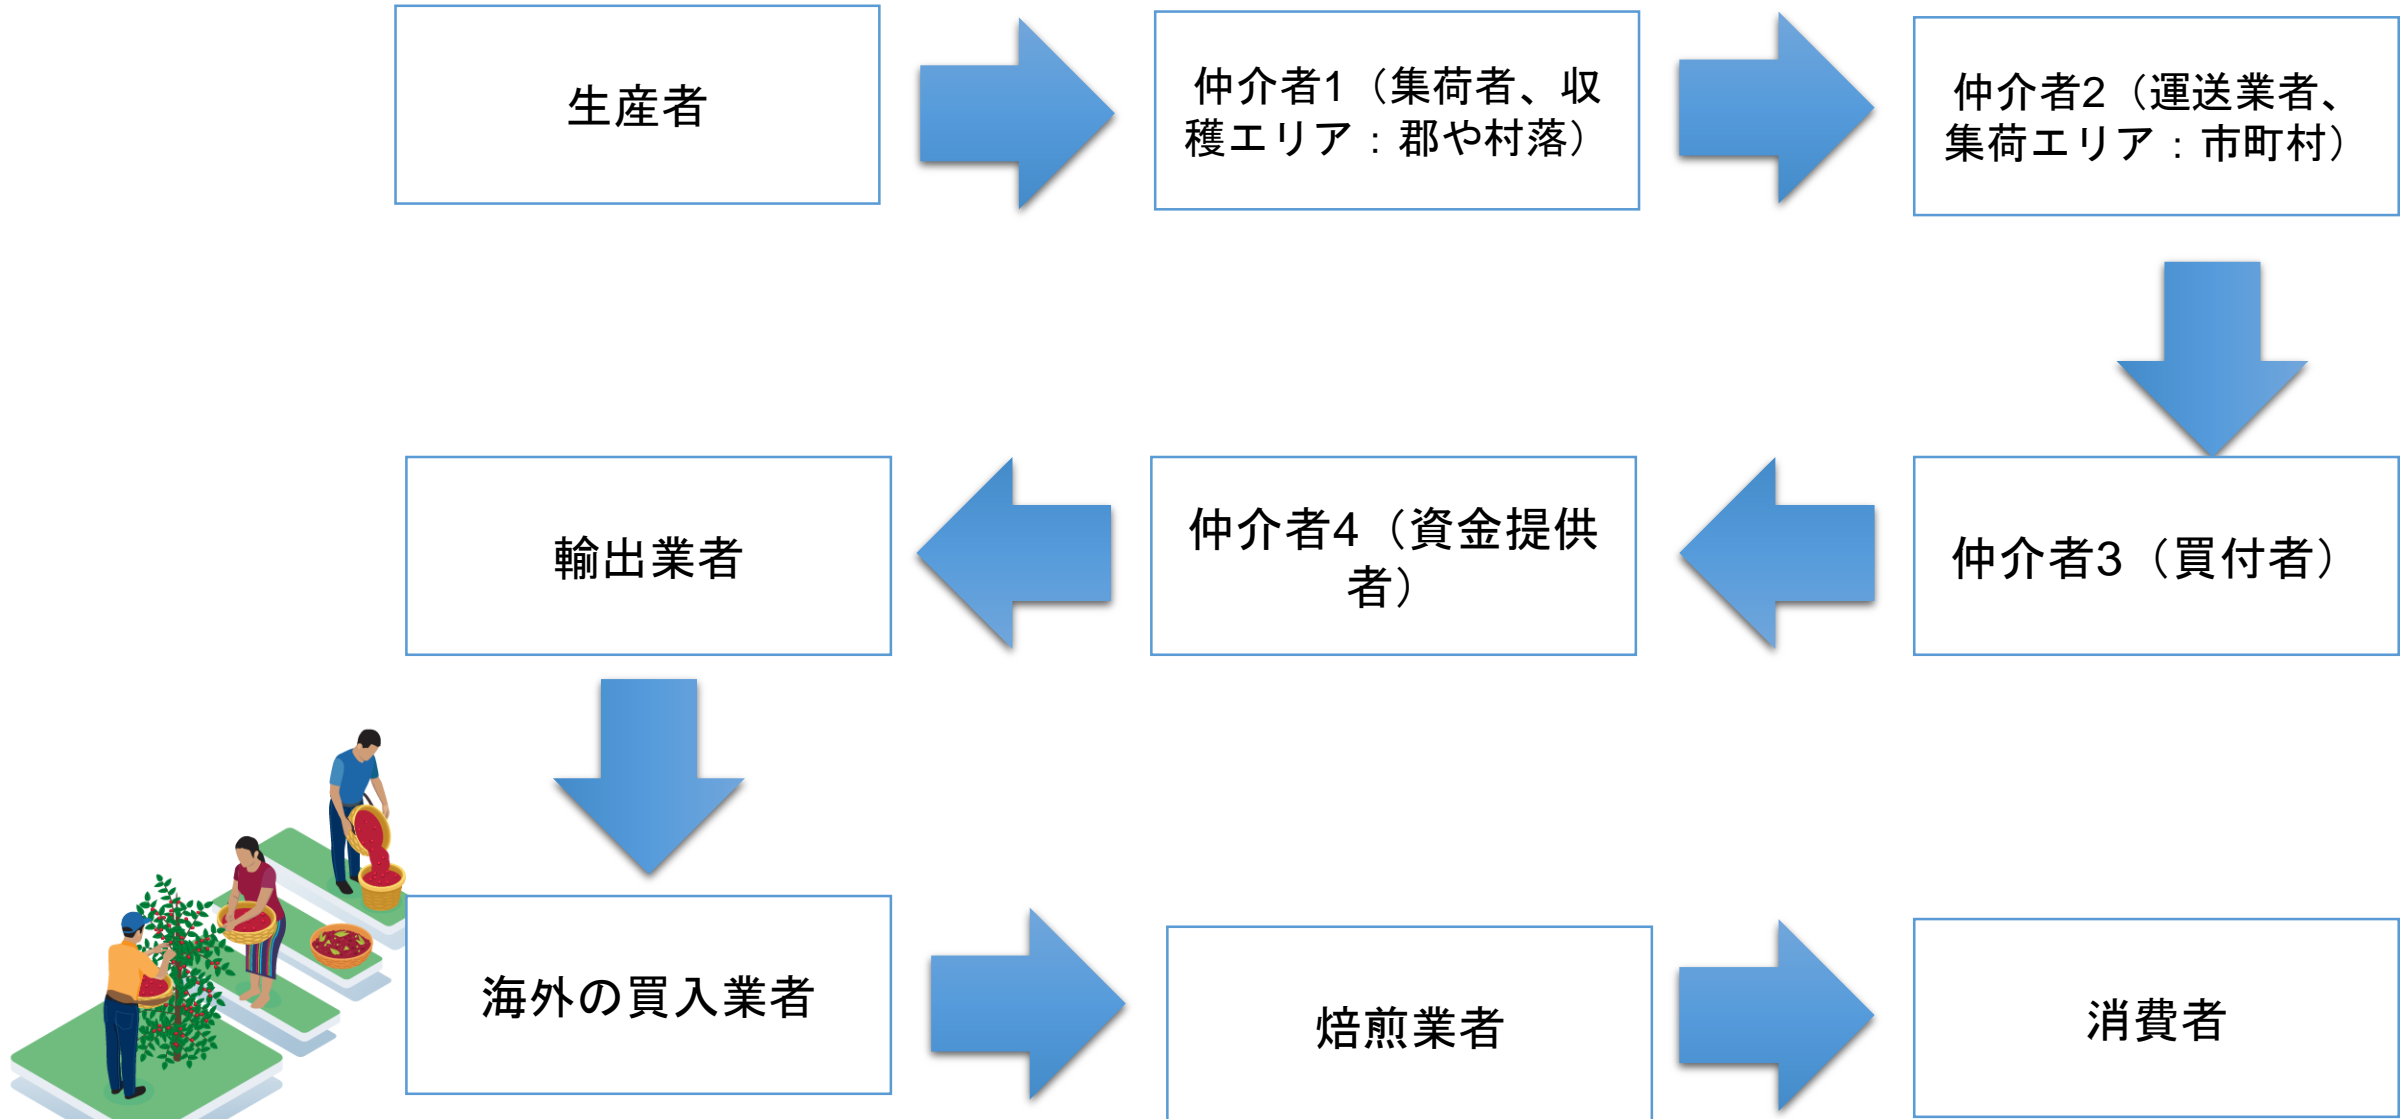 生産者
仲介者1（集荷者、収
穫エリア：郡や村落）
仲介者2（運送業者、
集荷エリア：市町村）
仲介者3（買付者）
仲介者4（資金提供
者）
輸出業者
海外の買入業者
焙煎業者
消費者